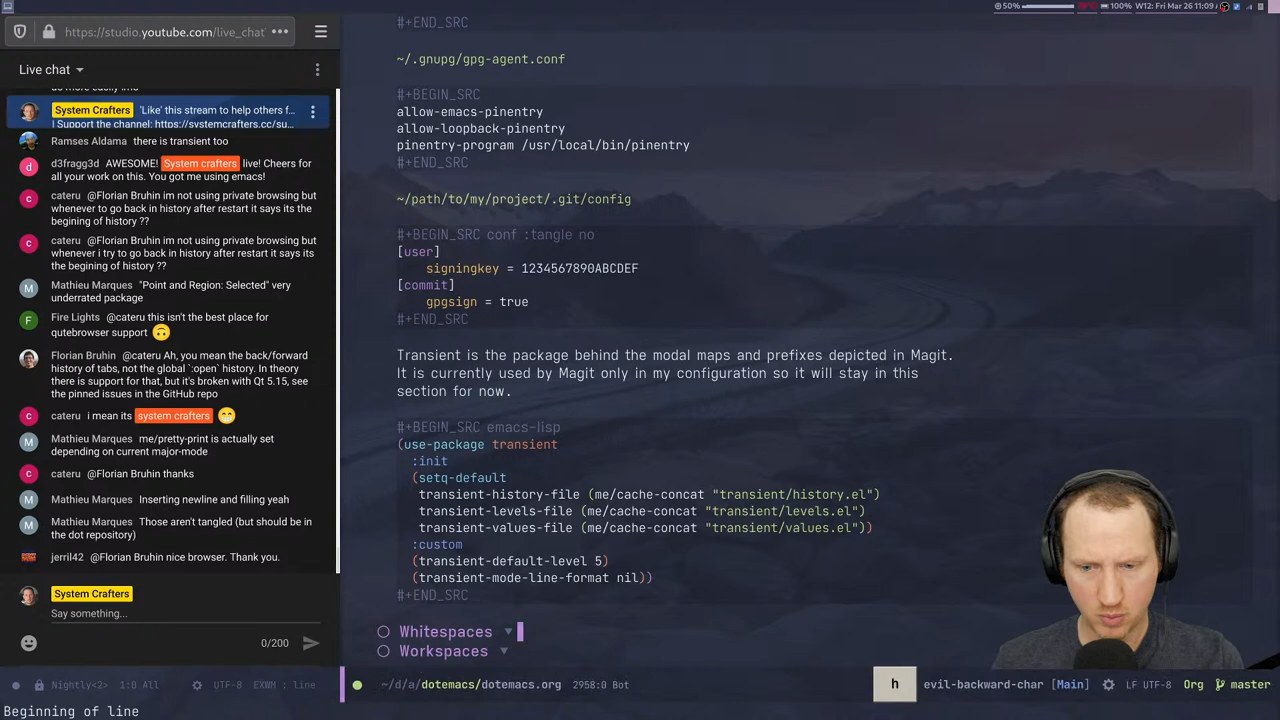 50%
100%
W12: Fri Mar 26 11:09
https://studio.youtube.com/live_chat
Live chat
System Crafters 'Like' this stream to help others f...
| Support the channel: https://systemcrafters.cc/su...
Ramses Aldama there is transient too
d3fragg3d AWESOME! System crafters live! Cheers for
all your work on this. You got me using emacs!
cateru @Florian Bruhin im not using private browsing but
whenever to go back in history after restart it says its the
begining of history ??
cateru @Florian Bruhin im not using private browsing but
whenever i try to go back in history after restart it says its
the begining of history ??
Mathieu Marques "Point and Region: Selected" very
underrated package
Fire Lights @cateru this isn't the best place for
qutebrowser support
Florian Bruhin @cateru Ah, you mean the back/forward
history of tabs, not the global `:open` history. In theory
there is support for that, but it's broken with Qt 5.15, see
the pinned issues in the GitHub repo
cateru i mean its system crafters
Mathieu Marques me/pretty-print is actually set
depending on current major-mode
cateru @Florian Bruhin thanks
Mathieu Marques Inserting newline and filling yeah
Mathieu Marques Those aren't tangled (but should be in
the dot repository)
jerril42 @Florian Bruhin nice browser. Thank you.
System Crafters
Say something...
0/200
Nightly<2> 1:0 All UTF-8 EXWM : line
Beginning of line
#+END_SRC
~/.gnupg/gpg-agent.conf
#+BEGIN_SRC
allow-emacs-pinentry
allow-loopback-pinentry
pinentry-program /usr/local/bin/pinentry
#+END_SRC
~/path/to/my/project/.git/config
#+BEGIN_SRC conf :tangle no
[user]
signingkey = 1234567890ABCDEF
[commit]
gpgsign = true
#+END_SRC
Transient is the package behind the modal maps and prefixes depicted in Magit.
It is currently used by Magit only in my configuration so it will stay in this
section for now.
#+BEGIN_SRC emacs-lisp
(use-package transient
:init
(setq-default
transient-history-file (me/cache-concat "transient/history.el")
transient-levels-file (me/cache-concat "transient/levels.el")
transient-values-file (me/cache-concat "transient/values.el"))
:custom
(transient-default-level 5)
(transient-mode-line-format nil))
#+END_SRC
Whitespaces
Workspaces
~/d/a/dotemacs/dotemacs.org 2958:0 Bot
h
evil-backward-char [Main] LF UTF-8 Org master